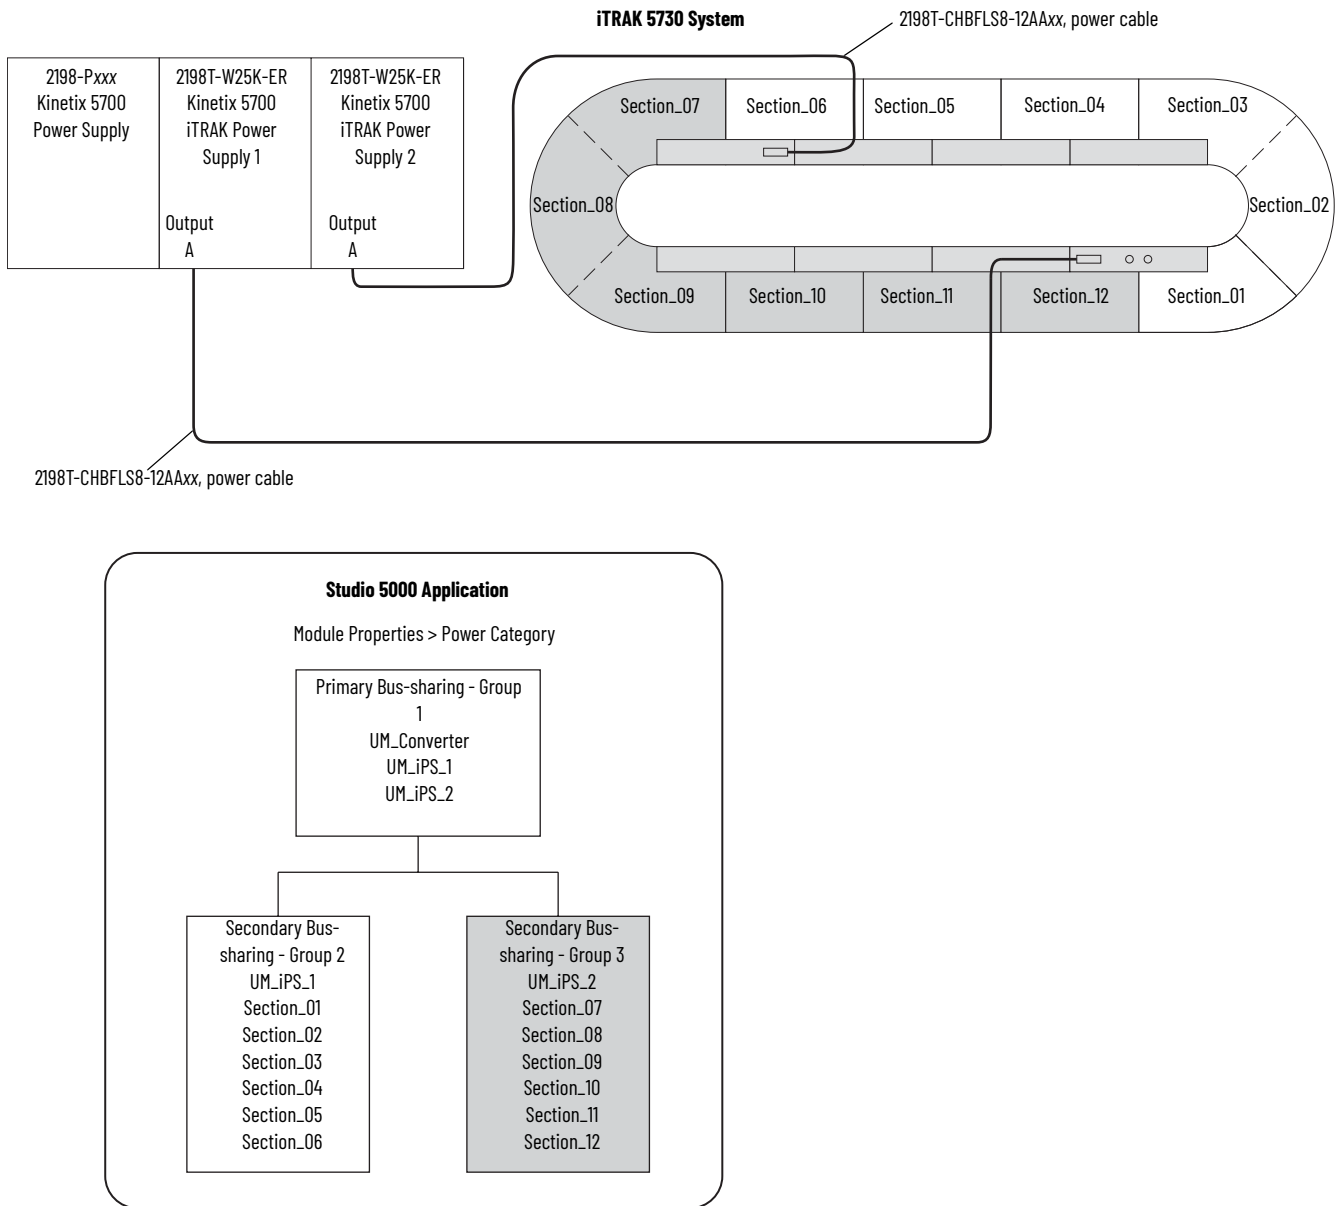 iTRAK 5730 System
2198T-CHBFLS8-12AAxx, power cable
2198-Pxxx
Kinetix 5700
Power Supply
2198T-W25K-ER
Kinetix 5700
iTRAK Power
Supply 1
2198T-W25K-ER
Kinetix 5700
iTRAK Power
Supply 2
Output
A
Output
A
Section_07
Section_06
Section_05
Section_04
Section_03
Section_08
Section_02
Section_09
Section_10
Section_11
Section_12
Section_01
2198T-CHBFLS8-12AAxx, power cable
Studio 5000 Application
Module Properties > Power Category
Primary Bus-sharing - Group
1
UM_Converter
UM_iPS_1
UM_iPS_2
Secondary Bus-
sharing - Group 2
UM_iPS_1
Section_01
Section_02
Section_03
Section_04
Section_05
Section_06
Secondary Bus-
sharing - Group 3
UM_iPS_2
Section_07
Section_08
Section_09
Section_10
Section_11
Section_12